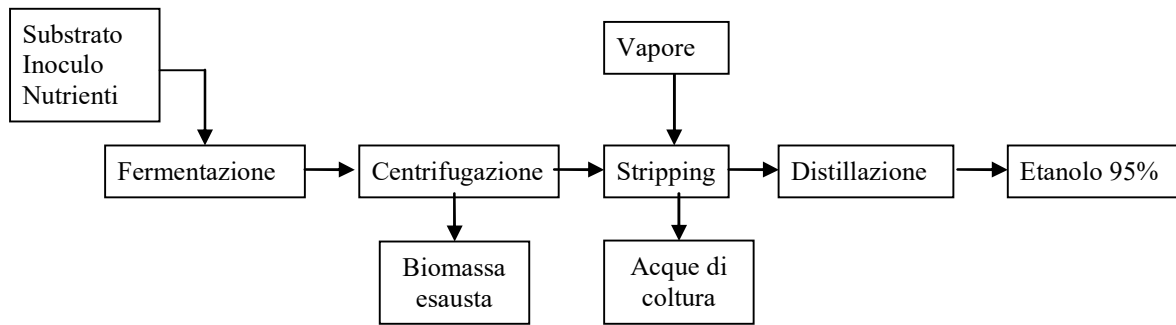 Substrato
Inoculo
Nutrienti
Vapore
Fermentazione
Centrifugazione
Stripping
Distillazione
Etanolo 95%
Biomassa
esausta
Acque di
coltura